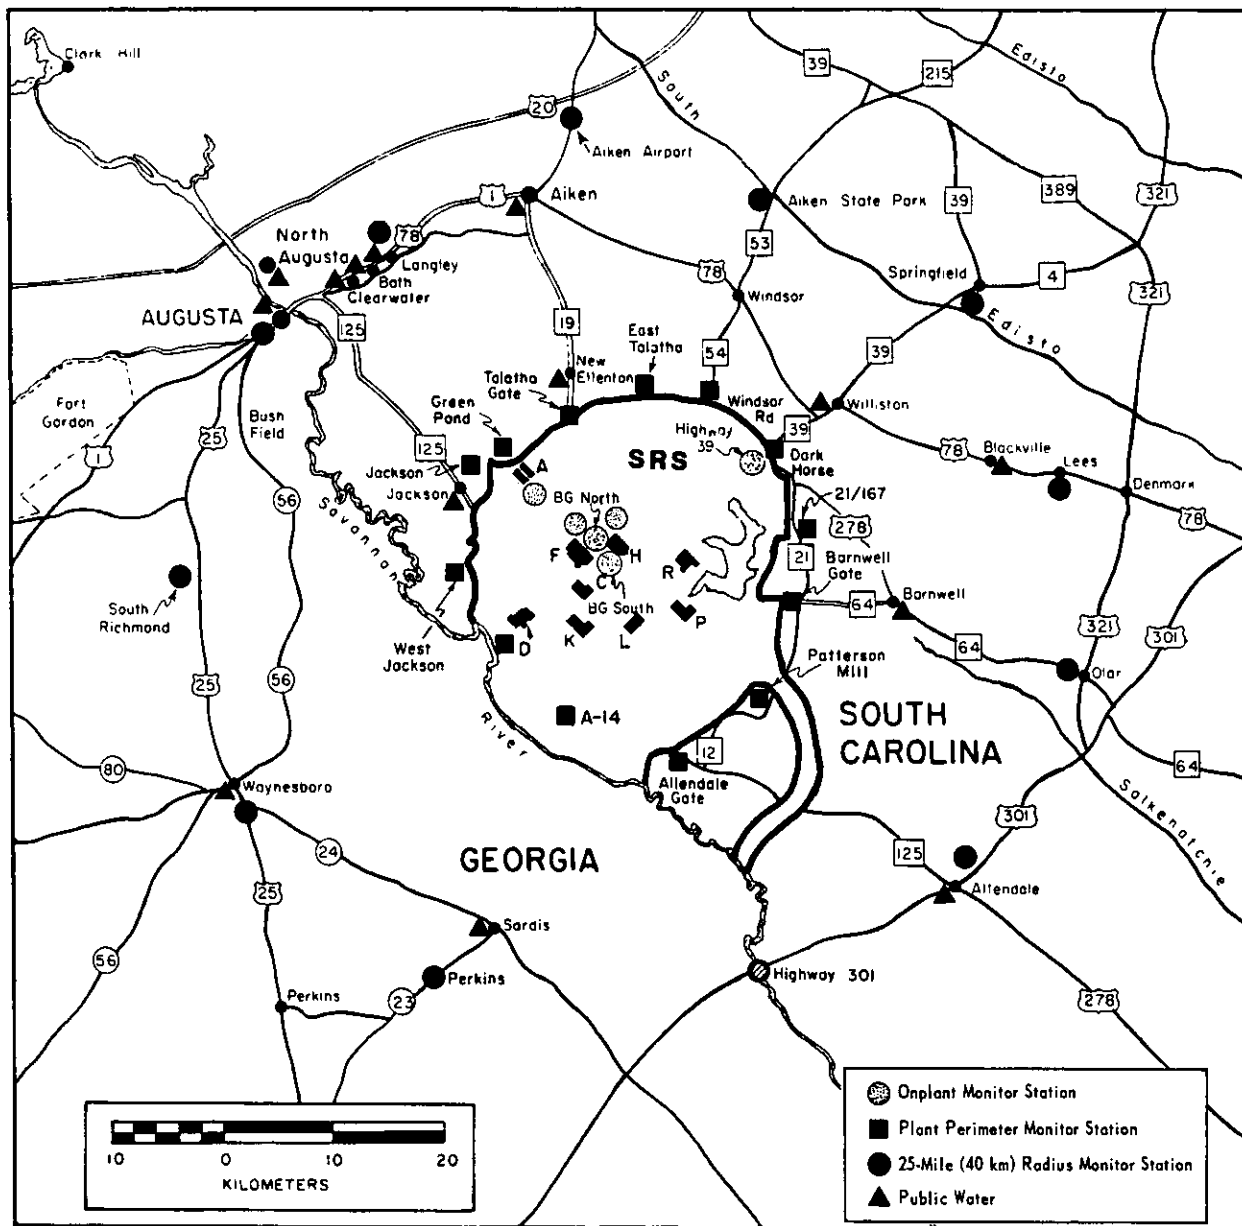 Clark Hill
39
215
Edisto
South
20
Aiken Airport
1
Aiken
Aiken State Park
39
389
321
North
Augusta
78
Langley
Bath
Clearwater
53
78
Springfield
4
Windsor
321
AUGUSTA
125
19
East
Talatha
54
Edisto
39
New
Ellenton
Talatha
Gate
Green
Pond
Windsor
Rd
Williston
Fort
Gordon
Bush
Field
25
1
125
Highway
39
39
SRS
Dark
Horse
78
Blackville
Lees
Denmark
78
Jackson
Jackson
A
56
BG North
21/167
278
Savannah
F
H
R
C
21
Barnwell
Gate
South
Richmond
BG South
64
Barnwell
321
301
P
West
Jackson
D
K
L
64
Olar
Patterson
Mill
25
56
River
A-14
SOUTH
CAROLINA
12
64
80
Waynesboro
Allendale
Gate
Salkehatchie
301
24
GEORGIA
125
Allendale
25
Sardis
56
Perkins
Highway 301
Perkins
23
278
Onplant Monitor Station
Plant Perimeter Monitor Station
25-Mile (40 km) Radius Monitor Station
Public Water
10 0 10 20
KILOMETERS